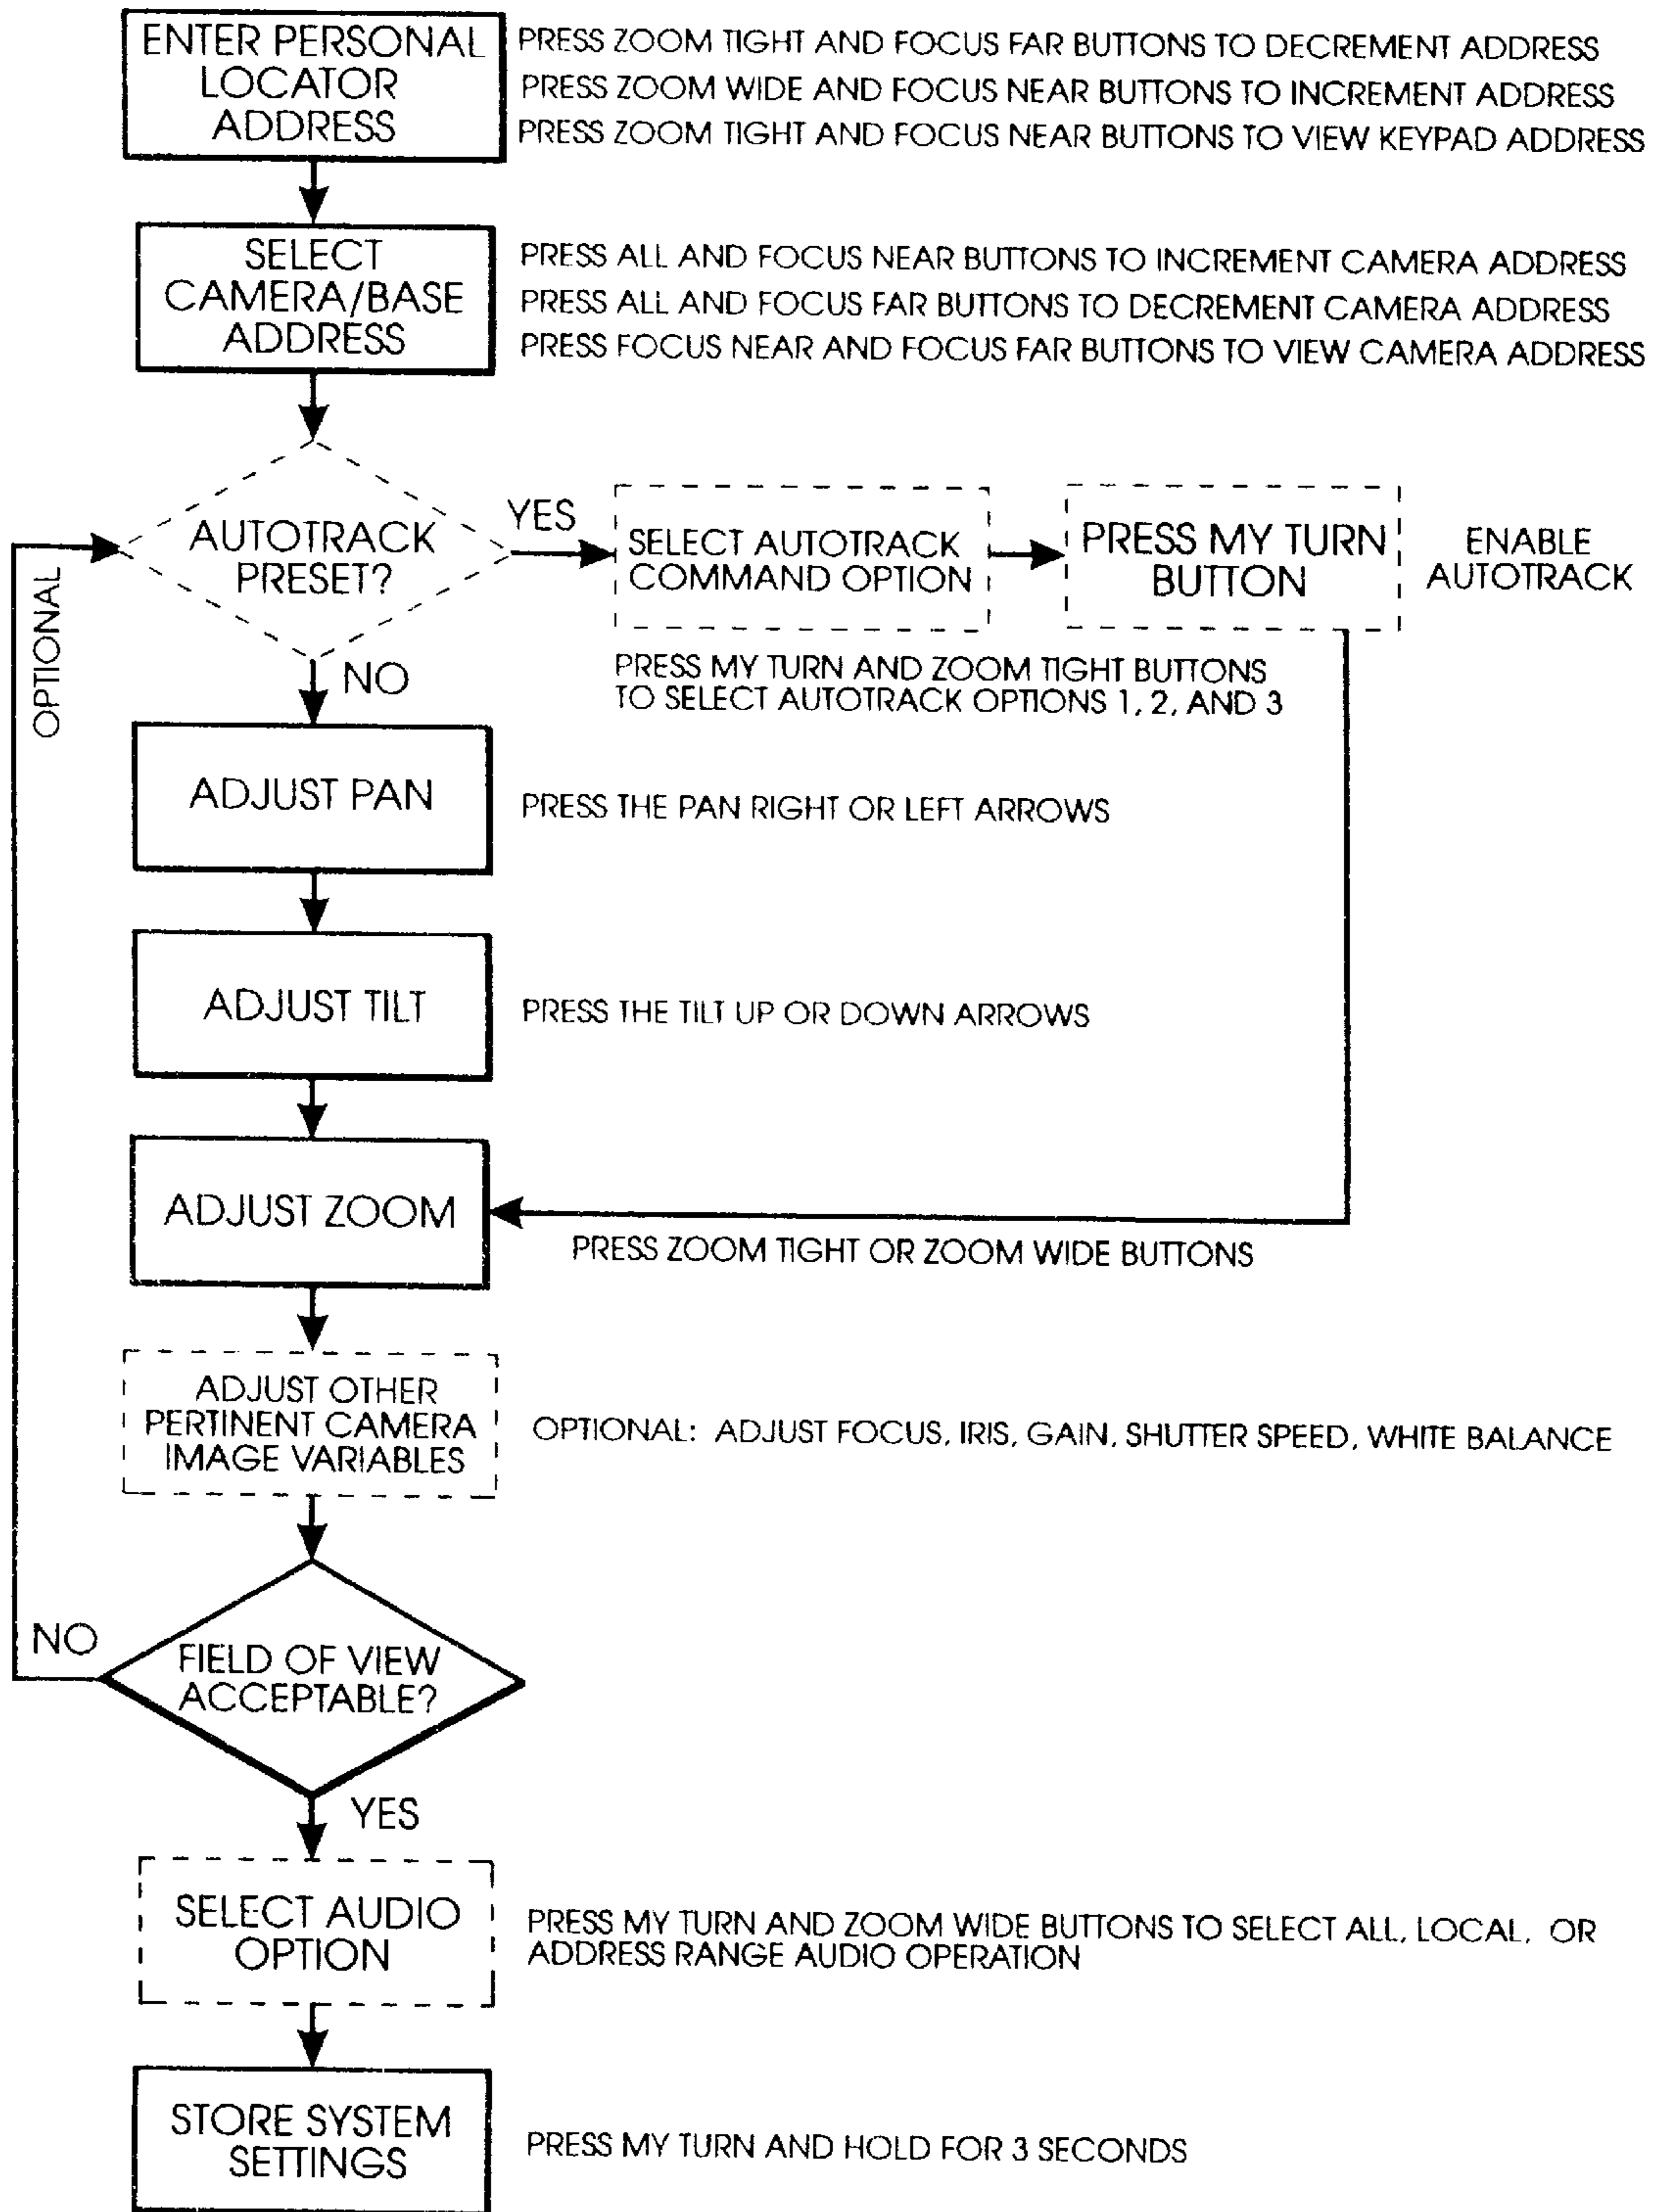 ENTER PERSONAL
LOCATOR
ADDRESS
PRESS ZOOM TIGHT AND FOCUS FAR BUTTONS TO DECREMENT ADDRESS
PRESS ZOOM WIDE AND FOCUS NEAR BUTTONS TO INCREMENT ADDRESS
PRESS ZOOM TIGHT AND FOCUS NEAR BUTTONS TO VIEW KEYPAD ADDRESS
SELECT
CAMERA/BASE
ADDRESS
PRESS ALL AND FOCUS NEAR BUTTONS TO INCREMENT CAMERA ADDRESS
PRESS ALL AND FOCUS FAR BUTTONS TO DECREMENT CAMERA ADDRESS
PRESS FOCUS NEAR AND FOCUS FAR BUTTONS TO VIEW CAMERA ADDRESS
AUTOTRACK
PRESET?
YES
SELECT AUTOTRACK
COMMAND OPTION
PRESS MY TURN
BUTTON
ENABLE
AUTOTRACK
OPTIONAL
NO
PRESS MY TURN AND ZOOM TIGHT BUTTONS
TO SELECT AUTOTRACK OPTIONS 1, 2, AND 3
ADJUST PAN
PRESS THE PAN RIGHT OR LEFT ARROWS
ADJUST TILT
PRESS THE TILT UP OR DOWN ARROWS
ADJUST ZOOM
PRESS ZOOM TIGHT OR ZOOM WIDE BUTTONS
ADJUST OTHER
PERTINENT CAMERA
IMAGE VARIABLES
OPTIONAL: ADJUST FOCUS, IRIS, GAIN, SHUTTER SPEED, WHITE BALANCE
NO
FIELD OF VIEW
ACCEPTABLE?
YES
SELECT AUDIO
OPTION
PRESS MY TURN AND ZOOM WIDE BUTTONS TO SELECT ALL, LOCAL, OR
ADDRESS RANGE AUDIO OPERATION
STORE SYSTEM
SETTINGS
PRESS MY TURN AND HOLD FOR 3 SECONDS